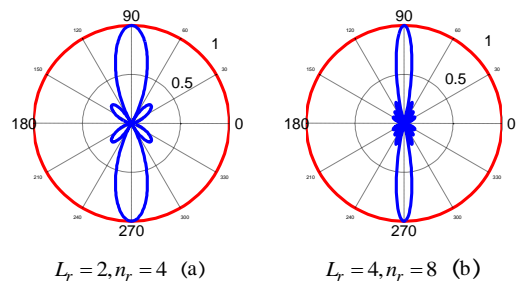 90 90
120 60 120 60
1 1
150 30 150 30
0.5 0.5
180 0 180 0
210 330 210 330
240 300 240 300
270 270
L_r = 2, n_r = 4 (a) L_r = 4, n_r = 8 (b)